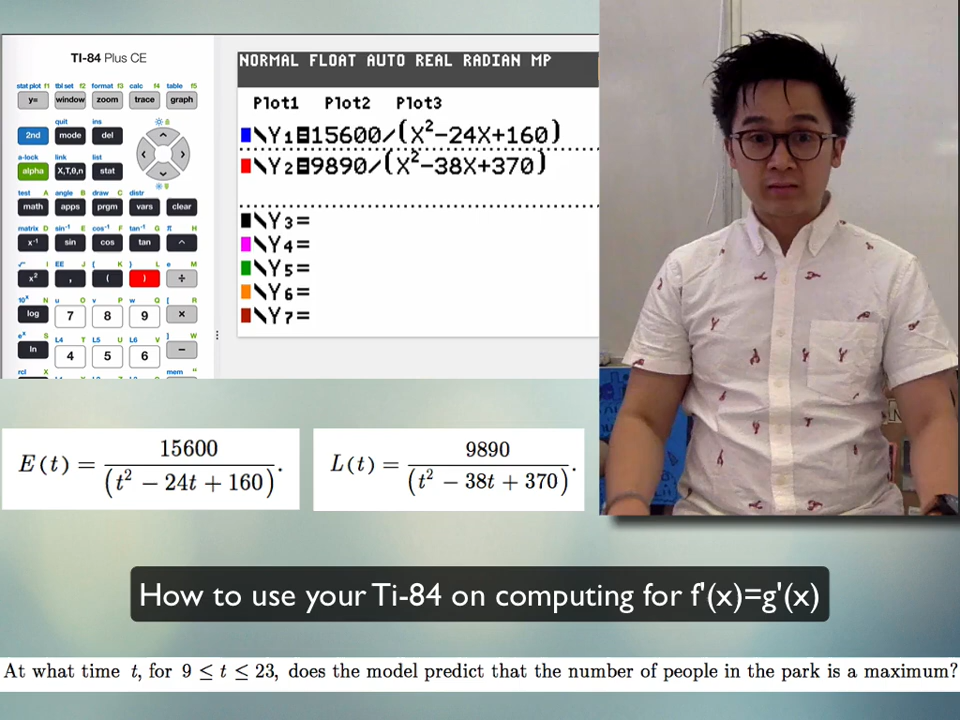 TI-84 Plus CE
stat plot f1 tbl set f2 format f3 calc f4 table f5
y= window zoom trace graph
quit ins
2nd mode del
a-lock link list
alpha X,T,θ,n stat
test A angle B draw C distr
math apps prgm vars clear
matrix D sin⁻¹ E cos⁻¹ F tan⁻¹ G π H
x⁻¹ sin cos tan ^
√ I EE J { K } L e M
x² , ( ) ÷
10ˣ N u O v P w Q [ R
log 7 8 9 ×
eˣ S L4 T L5 U L6 V ] W
ln 4 5 6 −
rcl X mem "
NORMAL FLOAT AUTO REAL RADIAN MP
Plot1 Plot2 Plot3
\Y1=15600/(X²-24X+160)
\Y2=9890/(X²-38X+370)
\Y3=
\Y4=
\Y5=
\Y6=
\Y7=
E(t) = 15600/(t² − 24t + 160).
L(t) = 9890/(t² − 38t + 370).
How to use your Ti-84 on computing for f'(x)=g'(x)
At what time t, for 9 ≤ t ≤ 23, does the model predict that the number of people in the park is a maximum?